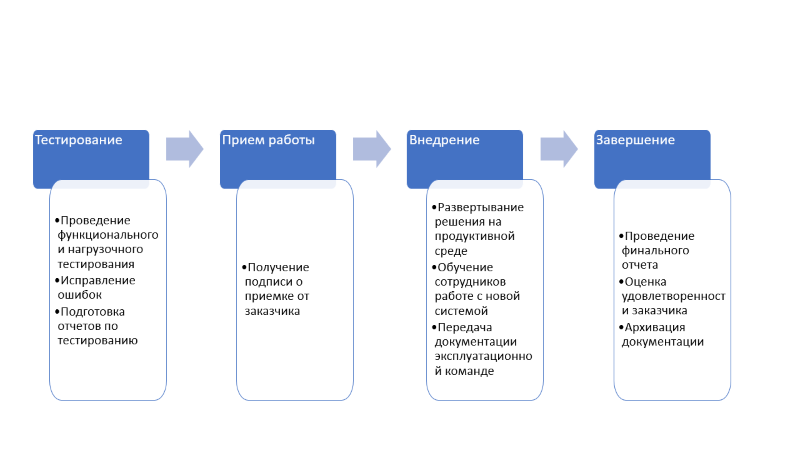 Тестирование
•Проведение
функционального
и нагрузочного
тестирования
•Исправление
ошибок
•Подготовка
отчетов по
тестированию
Прием работы
•Получение
подписи о
приемке от
заказчика
Внедрение
•Развертывание
решения на
продуктивной
среде
•Обучение
сотрудников
работе с новой
системой
•Передача
документации
эксплуатационно
й команде
Завершение
•Проведение
финального
отчета
•Оценка
удовлетворенност
и заказчика
•Архивация
документации